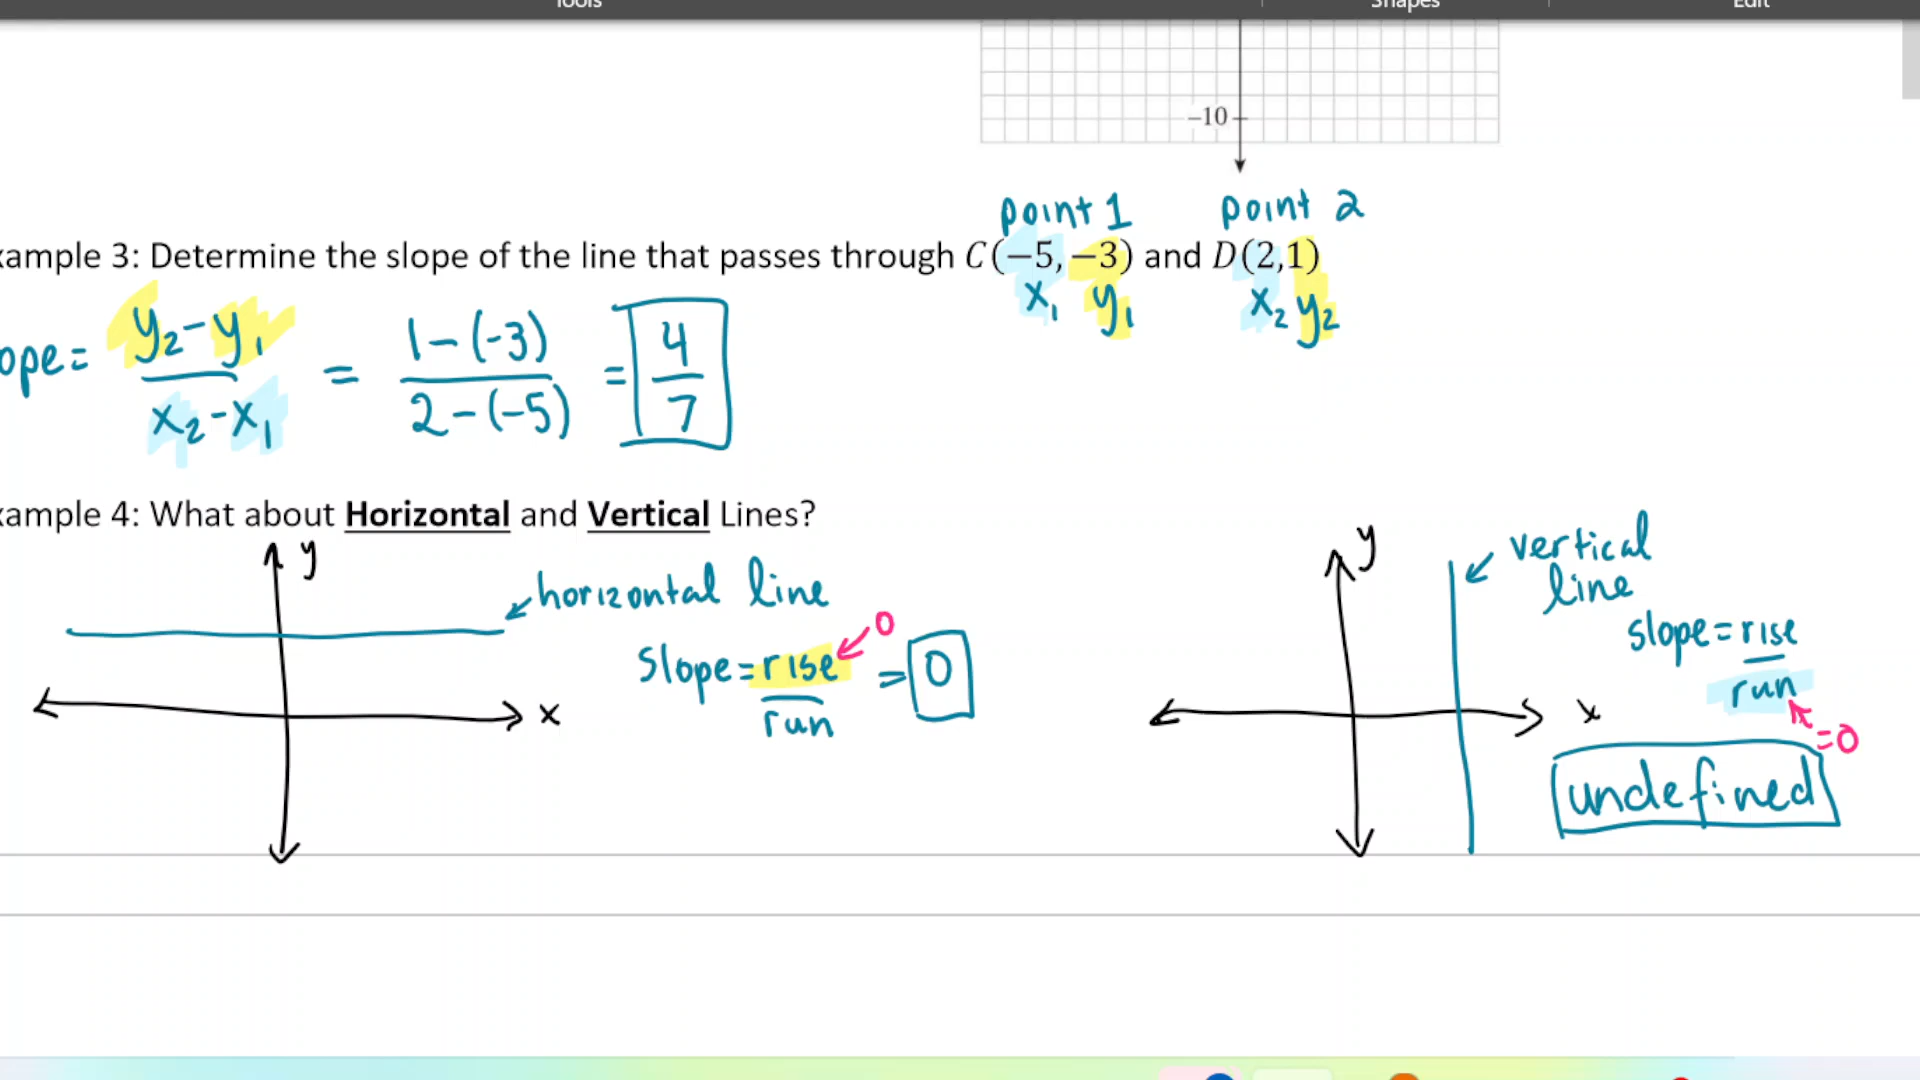 Tools Shapes Edit
-10
point 1 point 2
xample 3: Determine the slope of the line that passes through C(−5, −3) and D(2,1)
x₁ y₁ x₂ y₂
ope = y₂-y₁ / x₂-x₁ = 1-(-3) / 2-(-5) = 4/7
xample 4: What about Horizontal and Vertical Lines?
y
horizontal line
slope = rise / run = 0
0
x
y
vertical
line
slope = rise / run
= 0
x
undefined